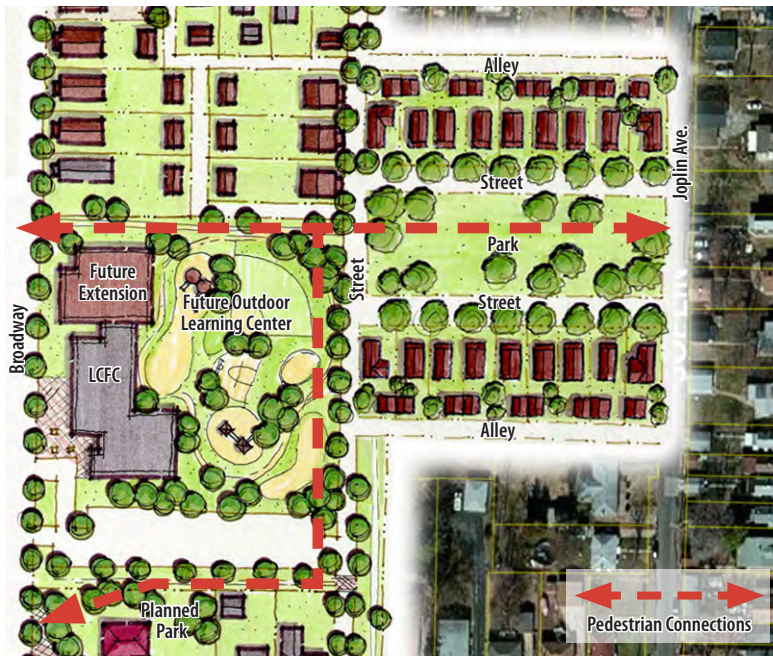 Alley
Joplin Ave.
Street
Park
Street
Future
Extension
Future Outdoor
Learning Center
Street
Broadway
LCFC
Alley
JOPLIN
Planned
Park
Pedestrian Connections